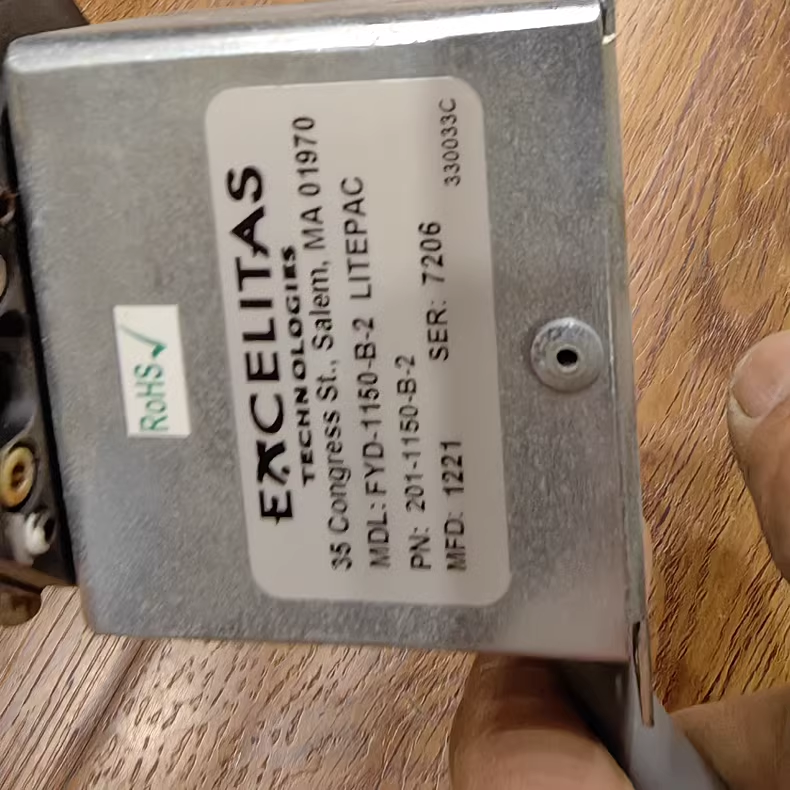 RoHS✓
EXCELITAS
TECHNOLOGIES
35 Congress St., Salem, MA 01970
MDL: FYD-1150-B-2 LITEPAC
PN: 201-1150-B-2
MFD: 1221 SER: 7206
330033C